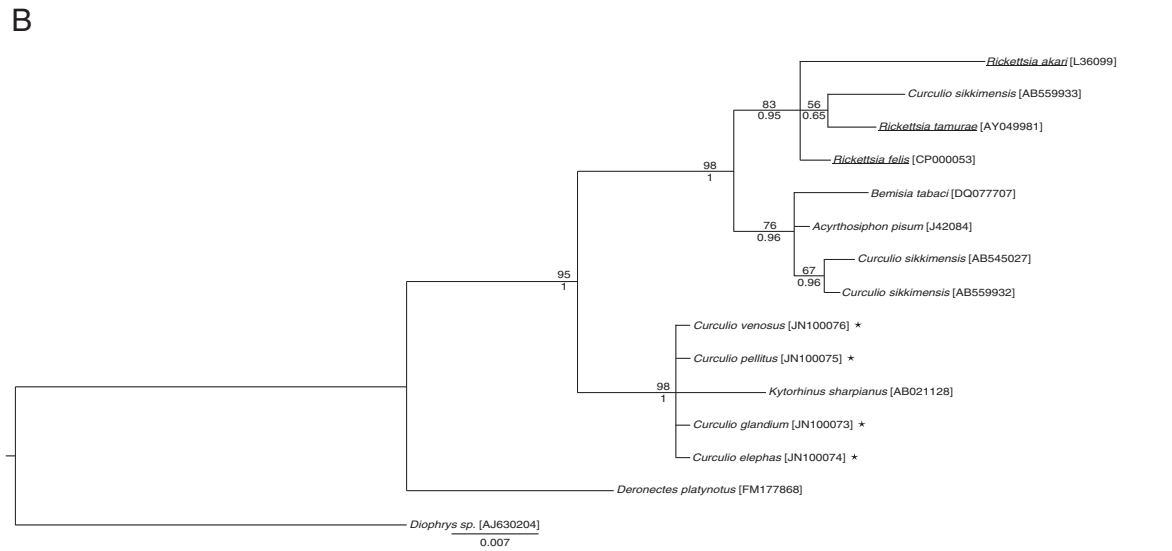 B
Rickettsia akari [L36099]
Curculio sikkimensis [AB559933]
83
0.95
56
0.65
Rickettsia tamurae [AY049981]
Rickettsia felis [CP000053]
98
1
Bemisia tabaci [DQ077707]
76
0.96
Acyrthosiphon pisum [J42084]
Curculio sikkimensis [AB545027]
67
0.96
Curculio sikkimensis [AB559932]
95
1
Curculio venosus [JN100076] ⋆
Curculio pellitus [JN100075] ⋆
98
1
Kytorhinus sharpianus [AB021128]
Curculio glandium [JN100073] ⋆
Curculio elephas [JN100074] ⋆
Deronectes platynotus [FM177868]
Diophrys sp. [AJ630204]
0.007